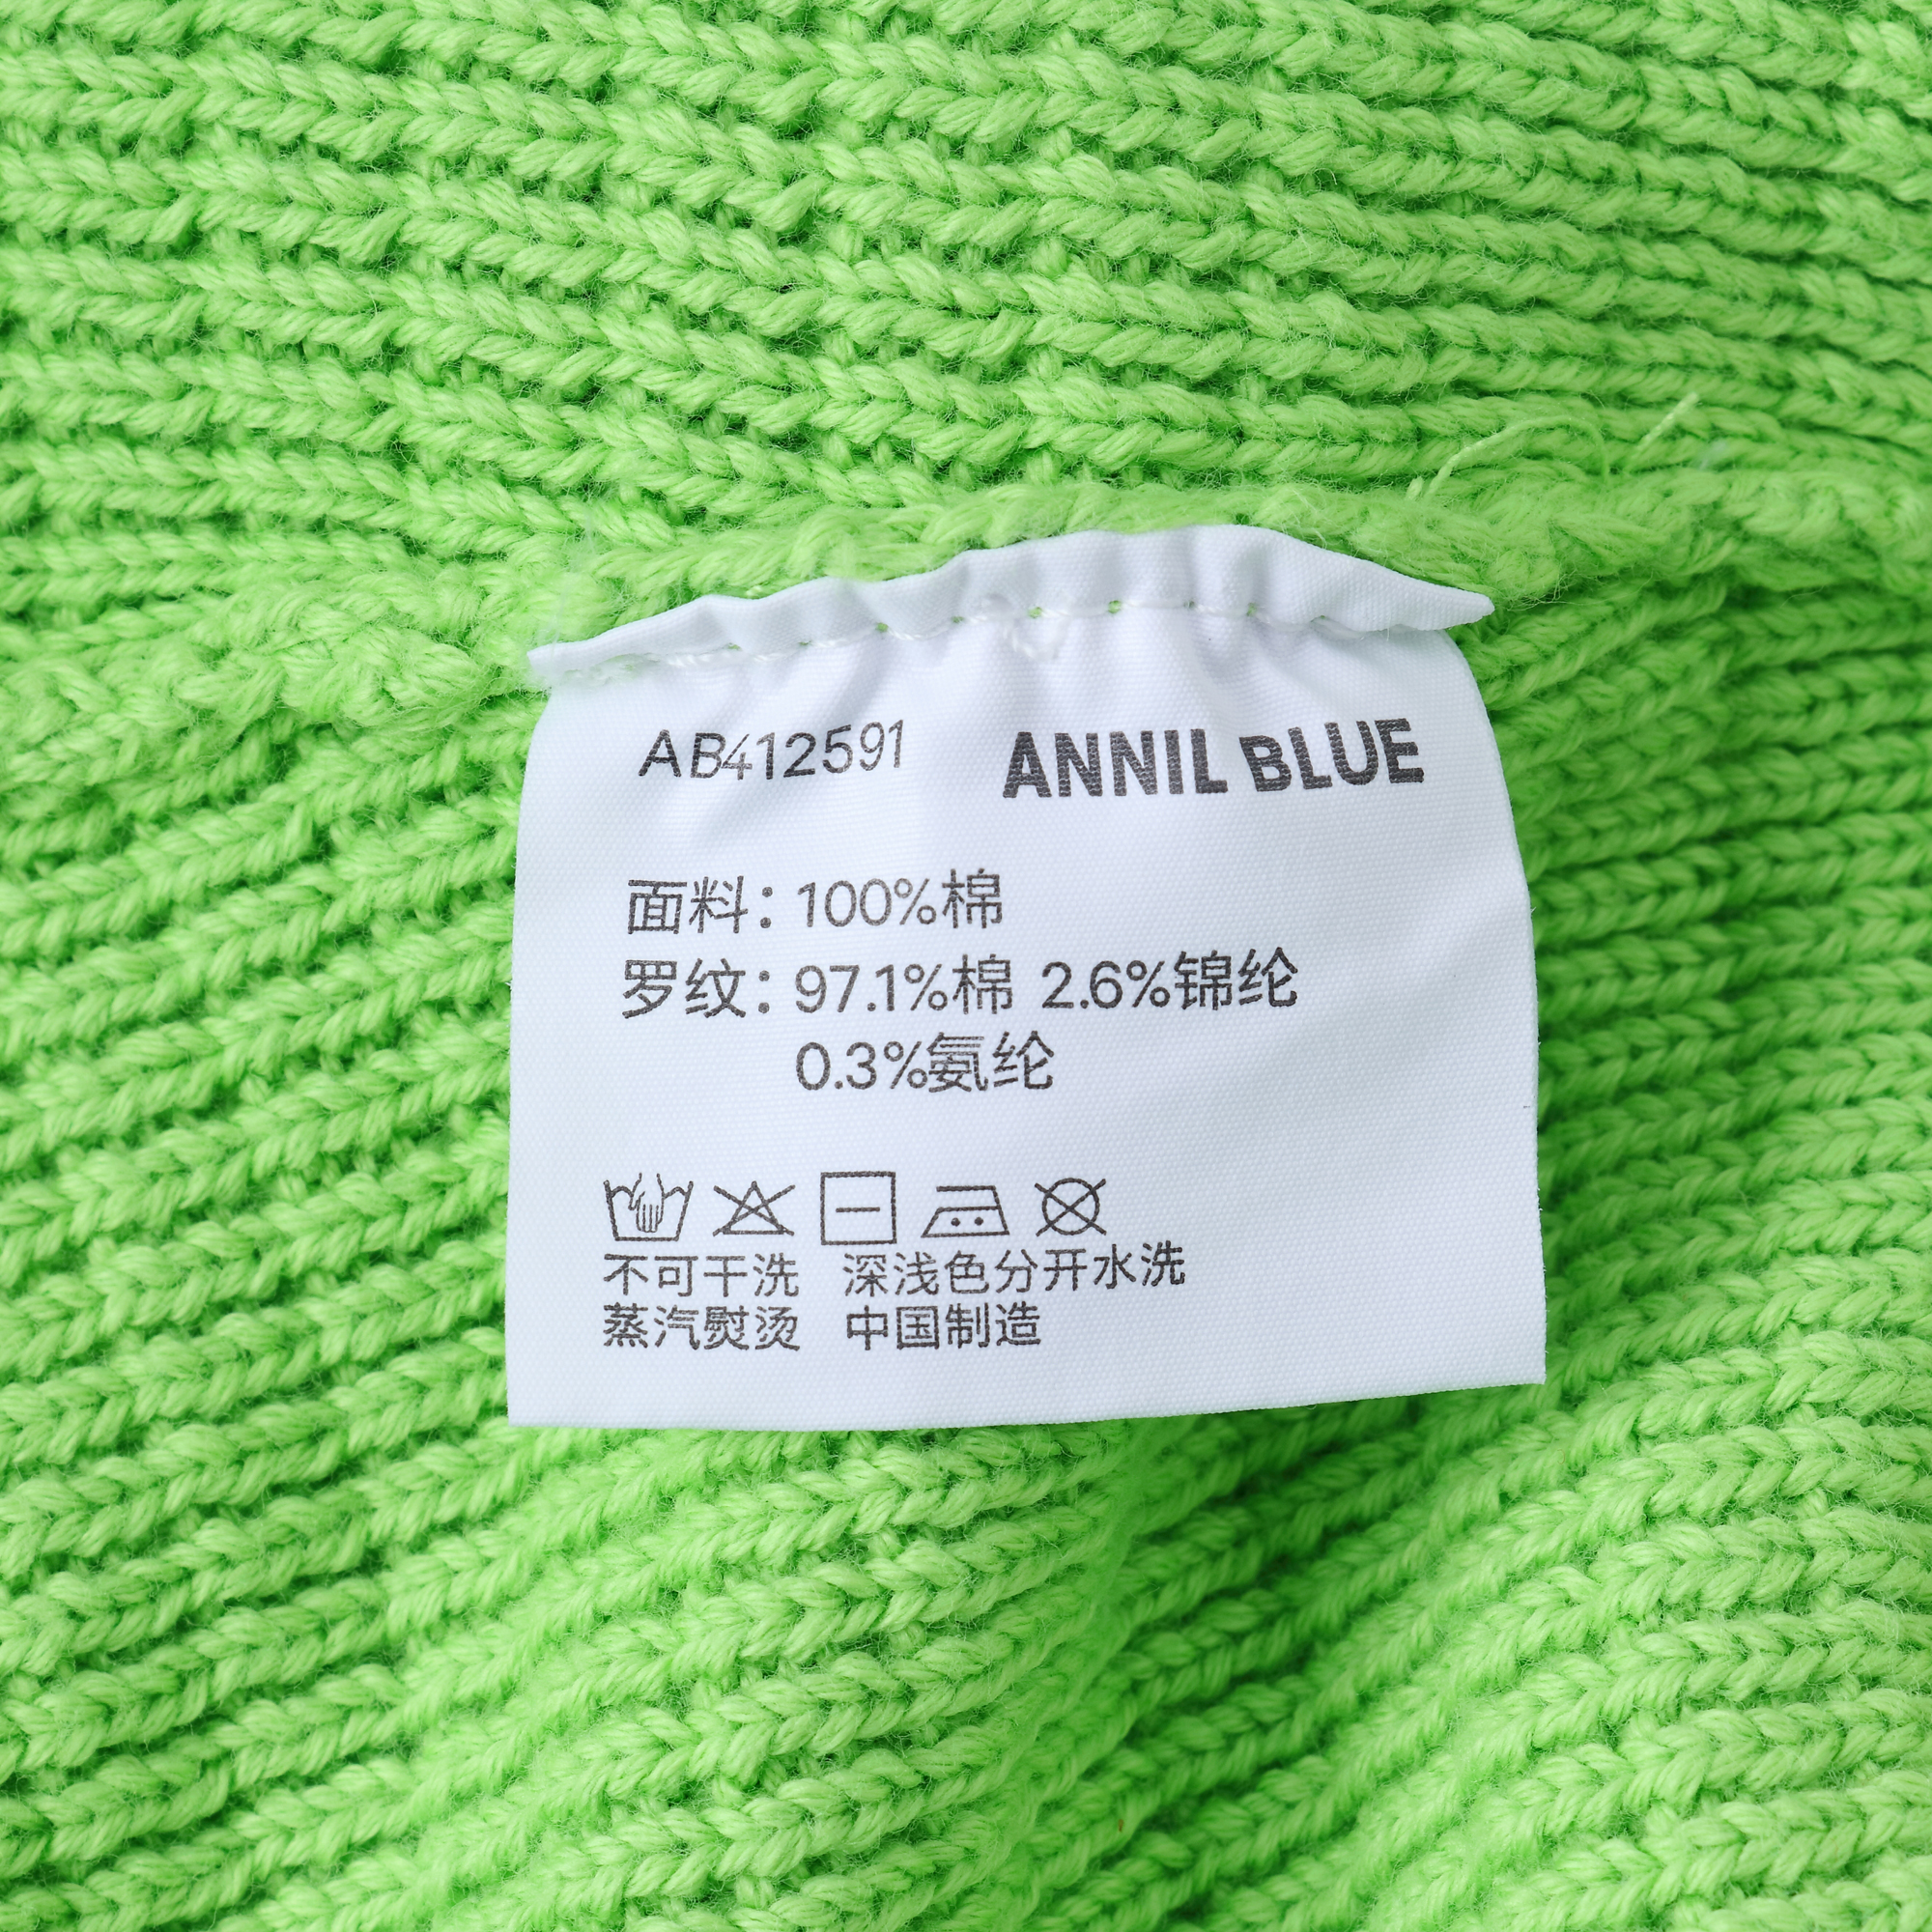 AB412591 ANNIL BLUE
面料：100%棉
罗纹：97.1%棉 2.6%锦纶
0.3%氨纶
不可干洗 深浅色分开水洗
蒸汽熨烫 中国制造